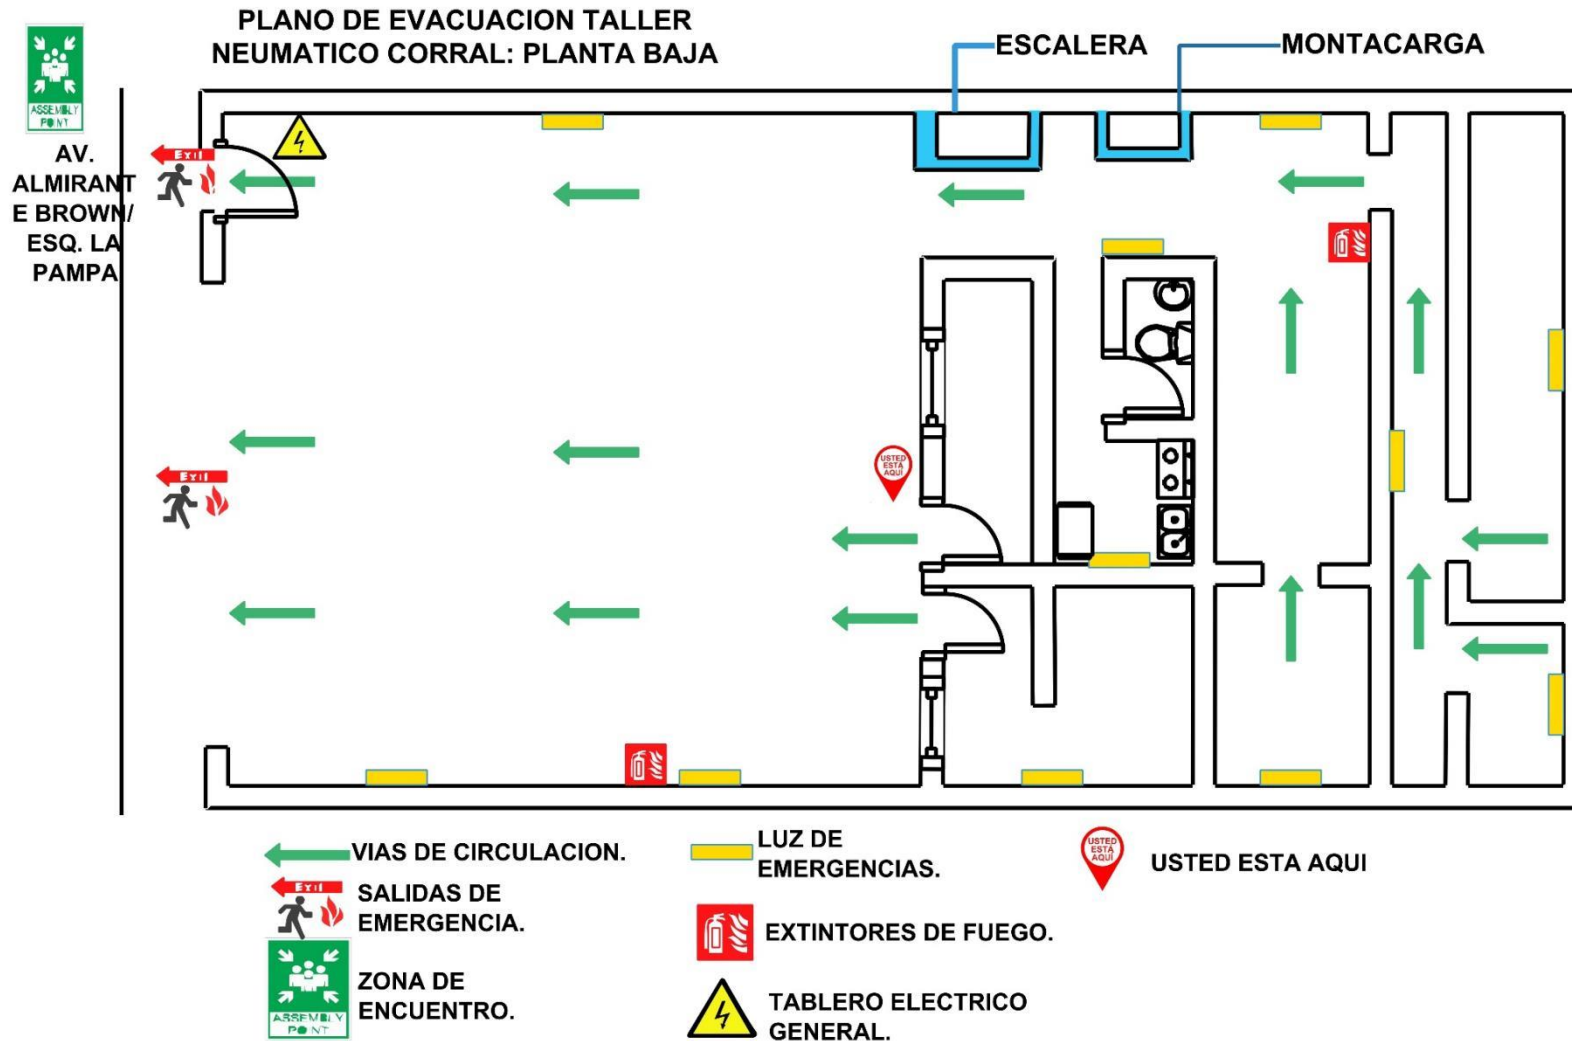 PLANO DE EVACUACION TALLER
NEUMATICO CORRAL: PLANTA BAJA
ESCALERA
MONTACARGA
ASSEMBLY
POINT
AV.
ALMIRANT
E BROWN/
ESQ. LA
PAMPA
EXIT
EXIT
USTED
ESTA
AQUI
VIAS DE CIRCULACION.
EXIT
SALIDAS DE
EMERGENCIA.
ASSEMBLY
POINT
ZONA DE
ENCUENTRO.
LUZ DE
EMERGENCIAS.
EXTINTORES DE FUEGO.
TABLERO ELECTRICO
GENERAL.
USTED
ESTA
AQUI
USTED ESTA AQUI